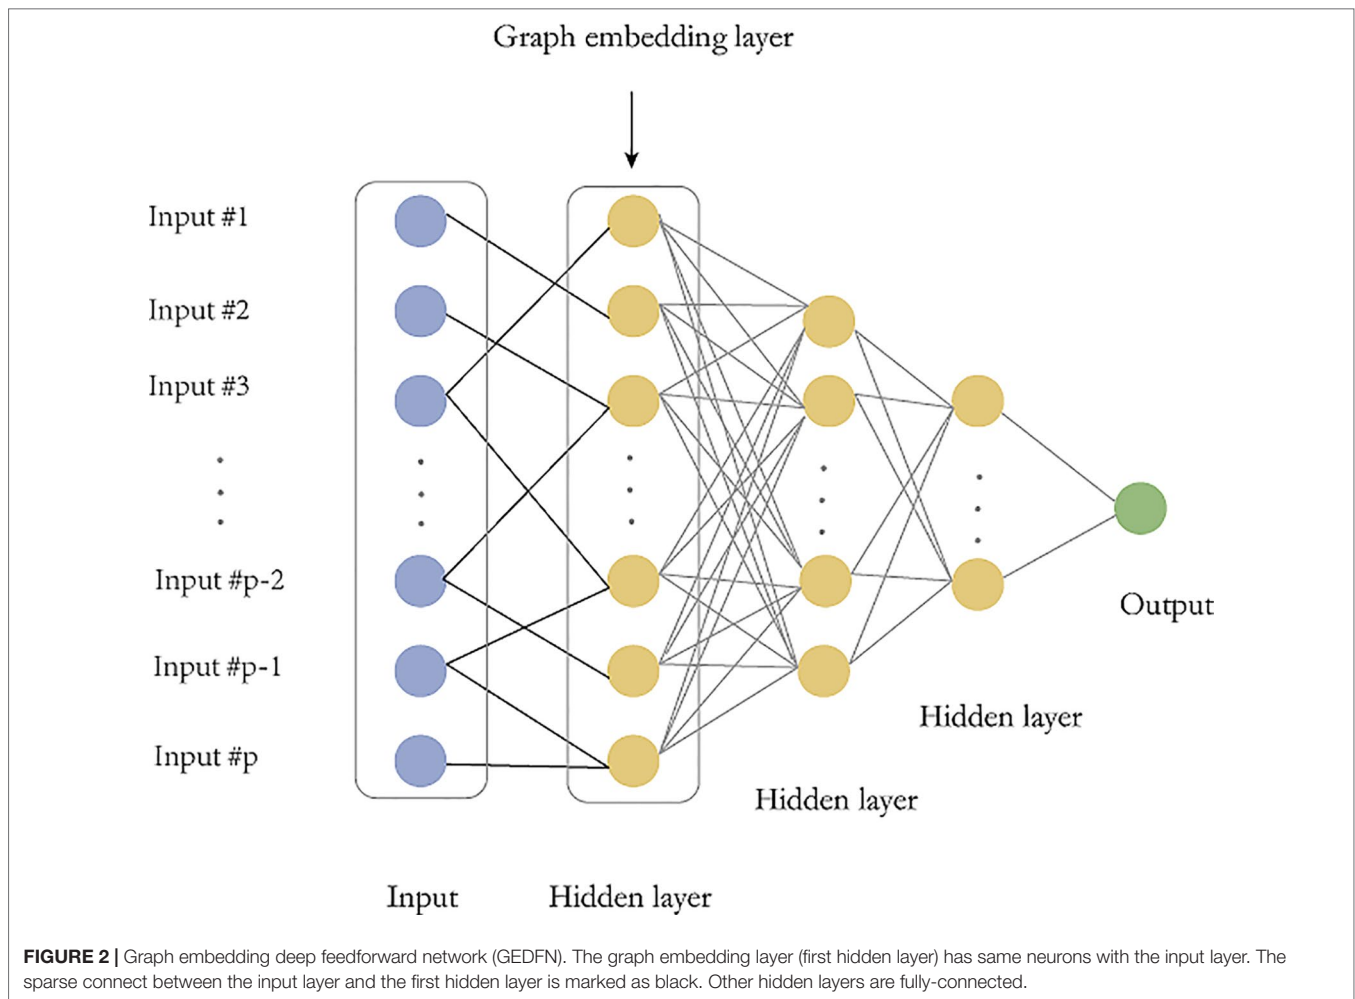 Graph embedding layer
Input #1
Input #2
Input #3
Input #p-2
Input #p-1
Input #p
Output
Hidden layer
Hidden layer
Input
Hidden layer
FIGURE 2 | Graph embedding deep feedforward network (GEDFN). The graph embedding layer (first hidden layer) has same neurons with the input layer. The
sparse connect between the input layer and the first hidden layer is marked as black. Other hidden layers are fully-connected.